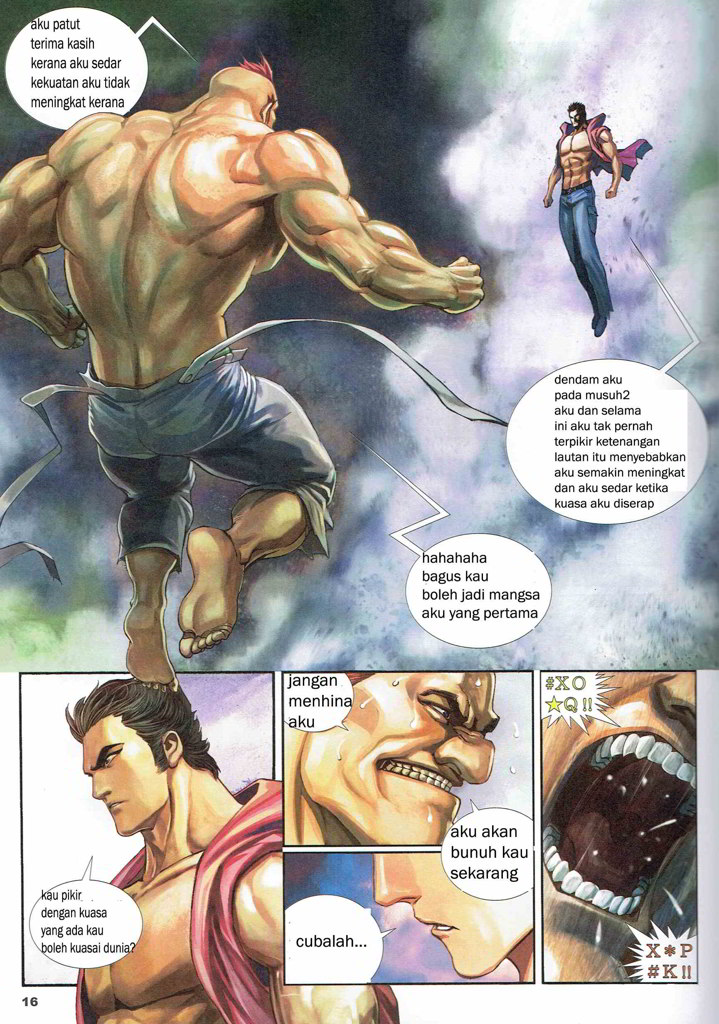 aku patut
terima kasih
kerana aku sedar
kekuatan aku tidak
meningkat kerana
dendam aku
pada musuh2
aku dan selama
ini aku tak pernah
terpikir ketenangan
lautan itu menyebabkan
aku semakin meningkat
dan aku sedar ketika
kuasa aku diserap
hahahaha
bagus kau
boleh jadi mangsa
aku yang pertama
kau pikir
dengan kuasa
yang ada kau
boleh kuasai dunia?
jangan
menhina
aku
aku akan
bunuh kau
sekarang
cubalah...
#XO
★Q!!
X*P
#K!!
16